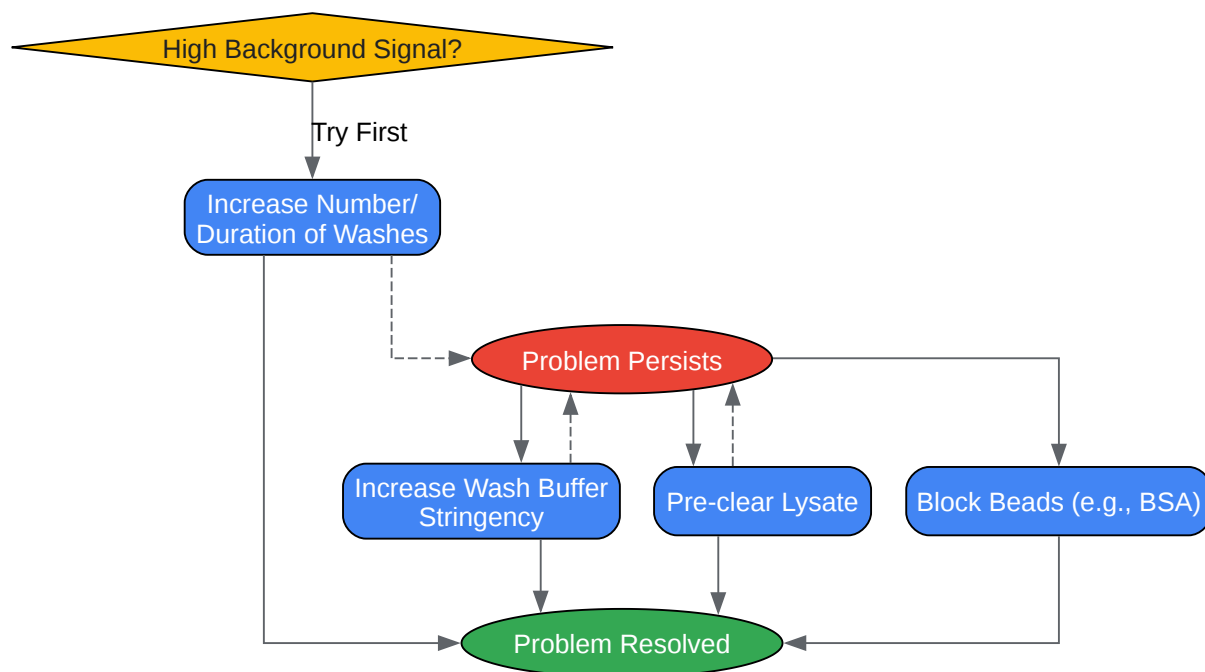 High Background Signal?
Try First
Increase Number/
Duration of Washes
Problem Persists
Increase Wash Buffer
Stringency
Pre-clear Lysate
Block Beads (e.g., BSA)
Problem Resolved